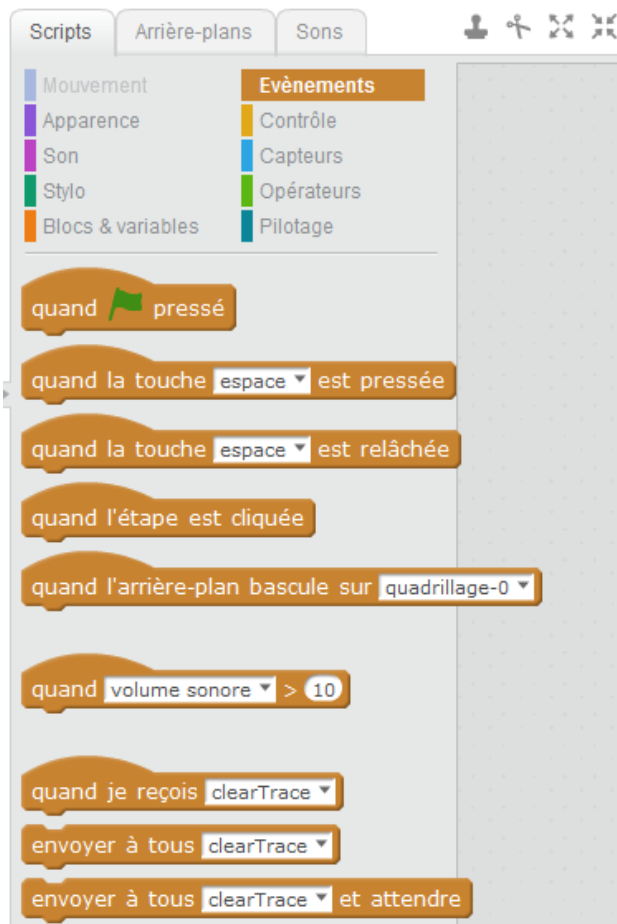 Scripts Arrière-plans Sons
Mouvement Evènements
Apparence Contrôle
Son Capteurs
Stylo Opérateurs
Blocs & variables Pilotage
quand pressé
quand la touche espace est pressée
quand la touche espace est relâchée
quand l'étape est cliquée
quand l'arrière-plan bascule sur quadrillage-0
quand volume sonore > 10
quand je reçois clearTrace
envoyer à tous clearTrace
envoyer à tous clearTrace et attendre